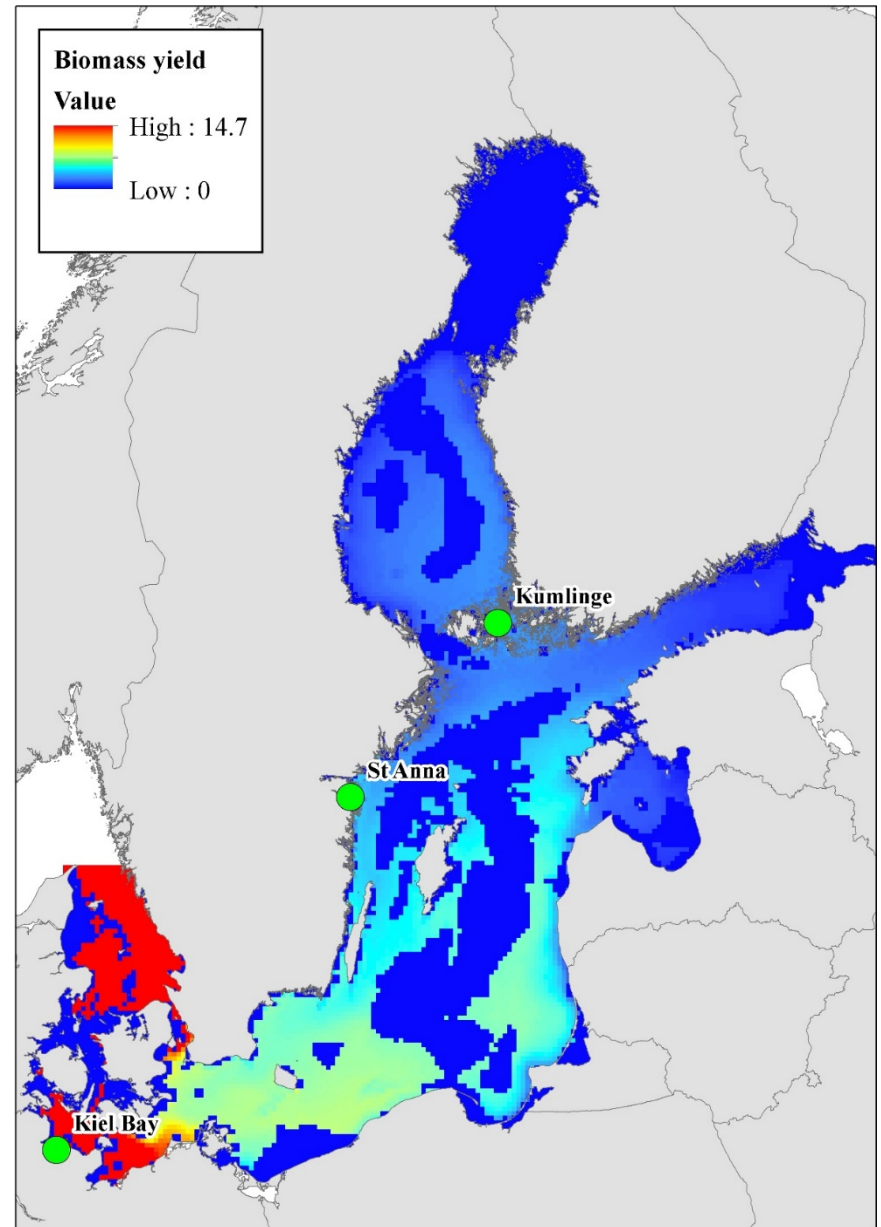 Biomass yield
Value
High : 14.7
Low : 0
Kumlinge
St Anna
Kiel Bay